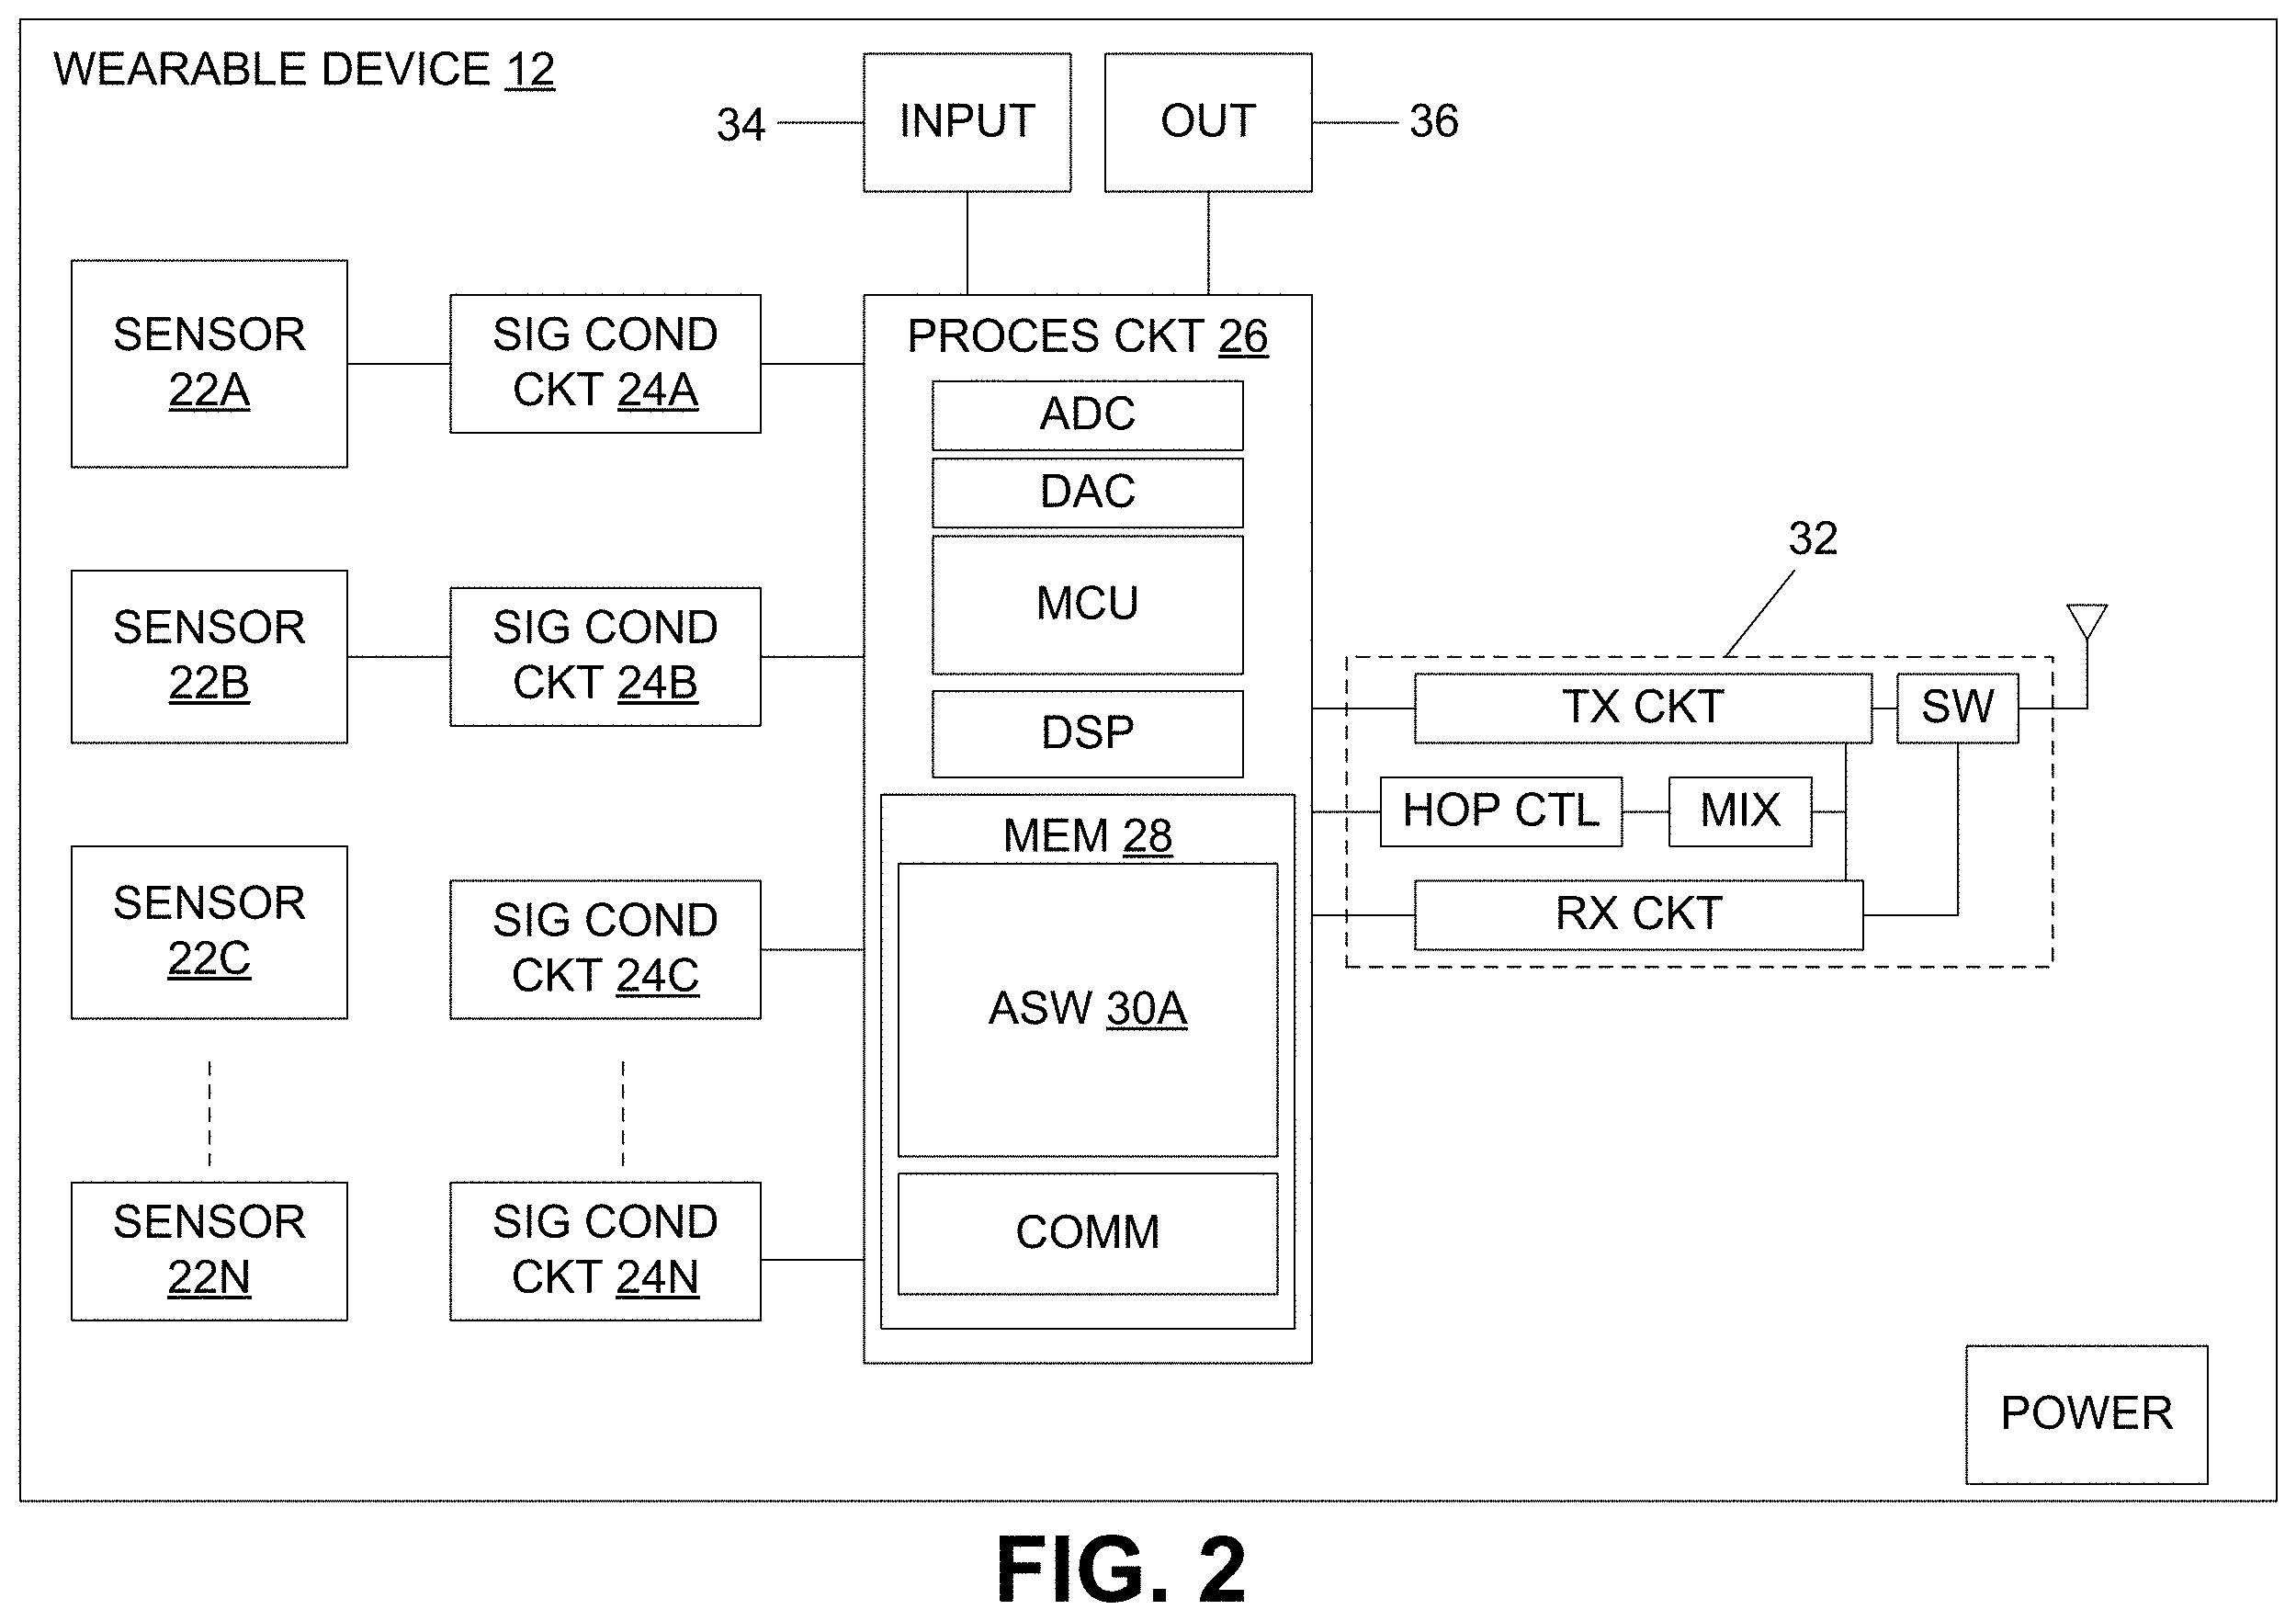 WEARABLE DEVICE 12
34
INPUT
OUT
36
SENSOR
22A
SIG COND
CKT 24A
SENSOR
22B
SIG COND
CKT 24B
SENSOR
22C
SIG COND
CKT 24C
SENSOR
22N
SIG COND
CKT 24N
PROCES CKT 26
ADC
DAC
MCU
DSP
MEM 28
ASW 30A
COMM
32
TX CKT
SW
HOP CTL
MIX
RX CKT
POWER
FIG. 2